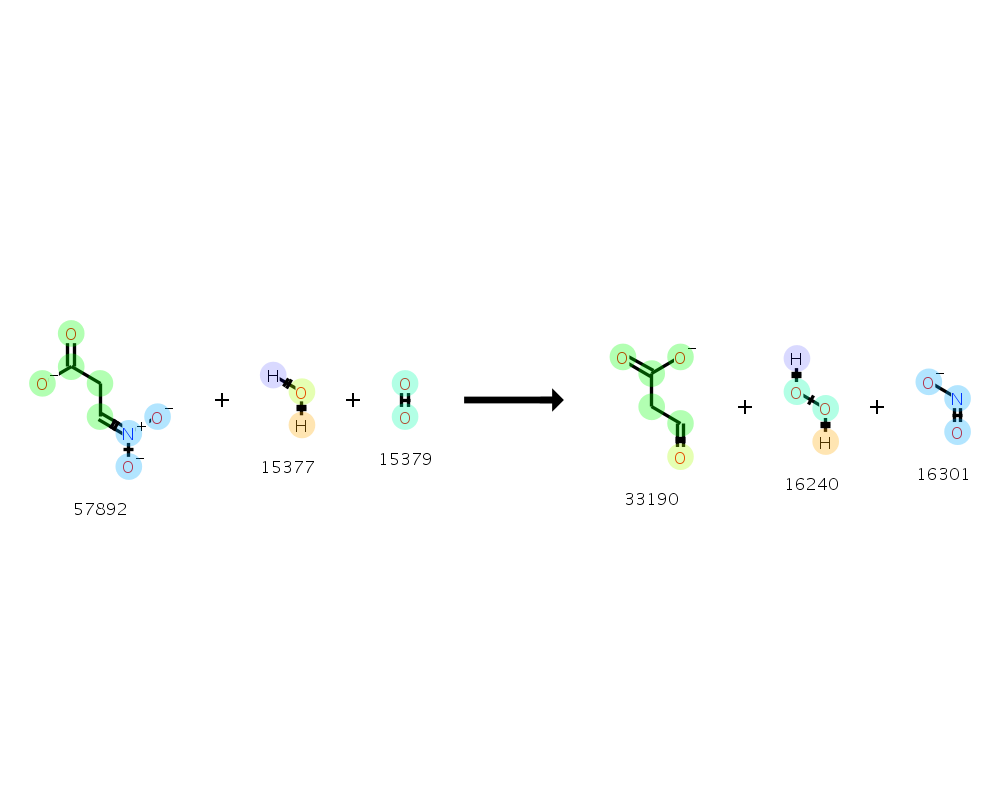 O O⁻ N⁺ O⁻ O⁻
+
H O H
+
O O
O O⁻ O
+
H O O H
+
O⁻ N O
57892
15377
15379
33190
16240
16301